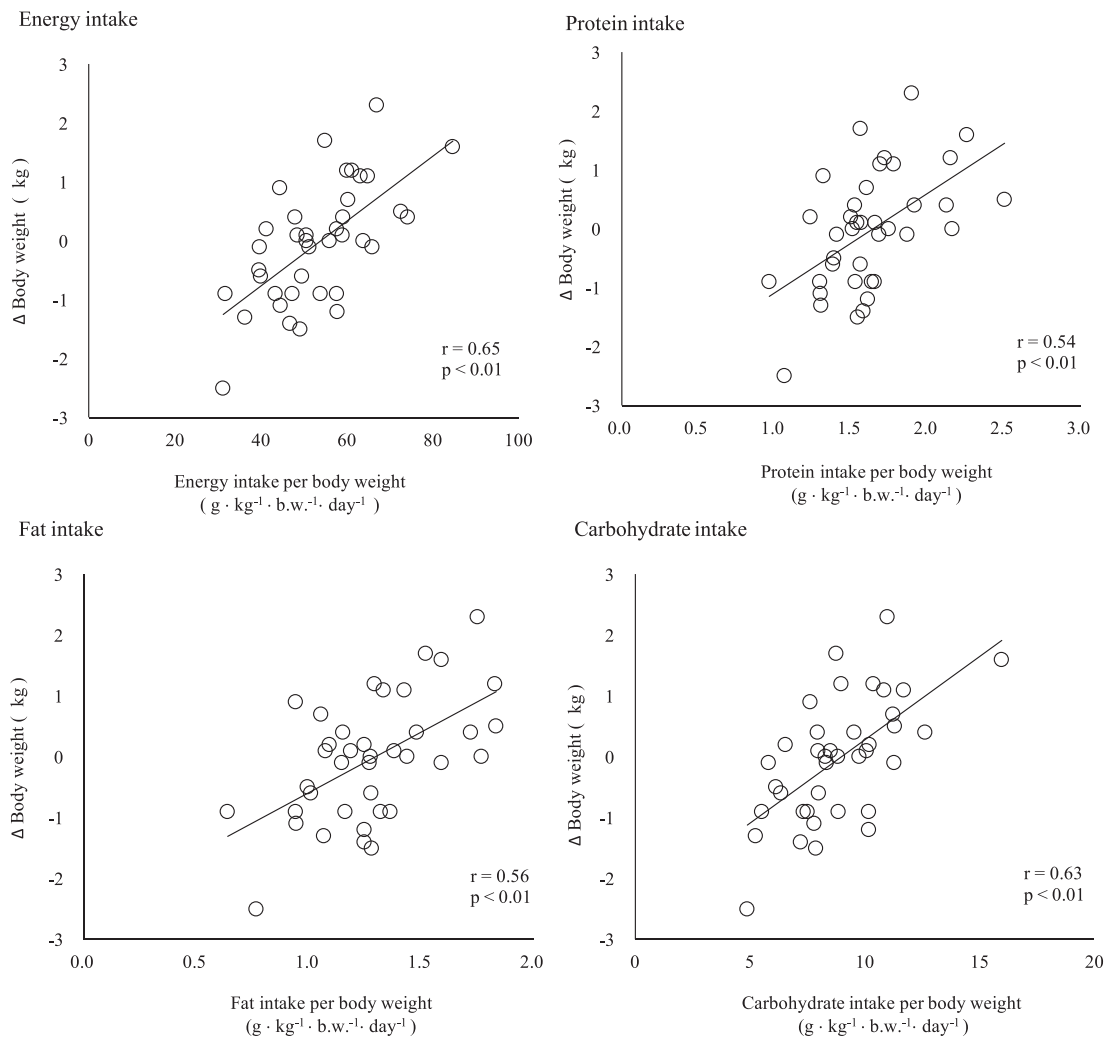 Energy intake
3
2
1
0
-1
-2
-3
Δ Body weight ( kg )
r = 0.65
p < 0.01
0 20 40 60 80 100
Energy intake per body weight
( g · kg⁻¹ · b.w.⁻¹· day⁻¹ )
Protein intake
3
2
1
0
-1
-2
-3
Δ Body weight ( kg )
r = 0.54
p < 0.01
0.0 0.5 1.0 1.5 2.0 2.5 3.0
Protein intake per body weight
(g · kg⁻¹ · b.w.⁻¹· day⁻¹)
Fat intake
3
2
1
0
-1
-2
-3
Δ Body weight ( kg )
r = 0.56
p < 0.01
0.0 0.5 1.0 1.5 2.0
Fat intake per body weight
(g · kg⁻¹ · b.w.⁻¹· day⁻¹)
Carbohydrate intake
3
2
1
0
-1
-2
-3
Δ Body weight ( kg )
r = 0.63
p < 0.01
0.0 5 10 15 20
Carbohydrate intake per body weight
(g · kg⁻¹ · b.w.⁻¹· day⁻¹)